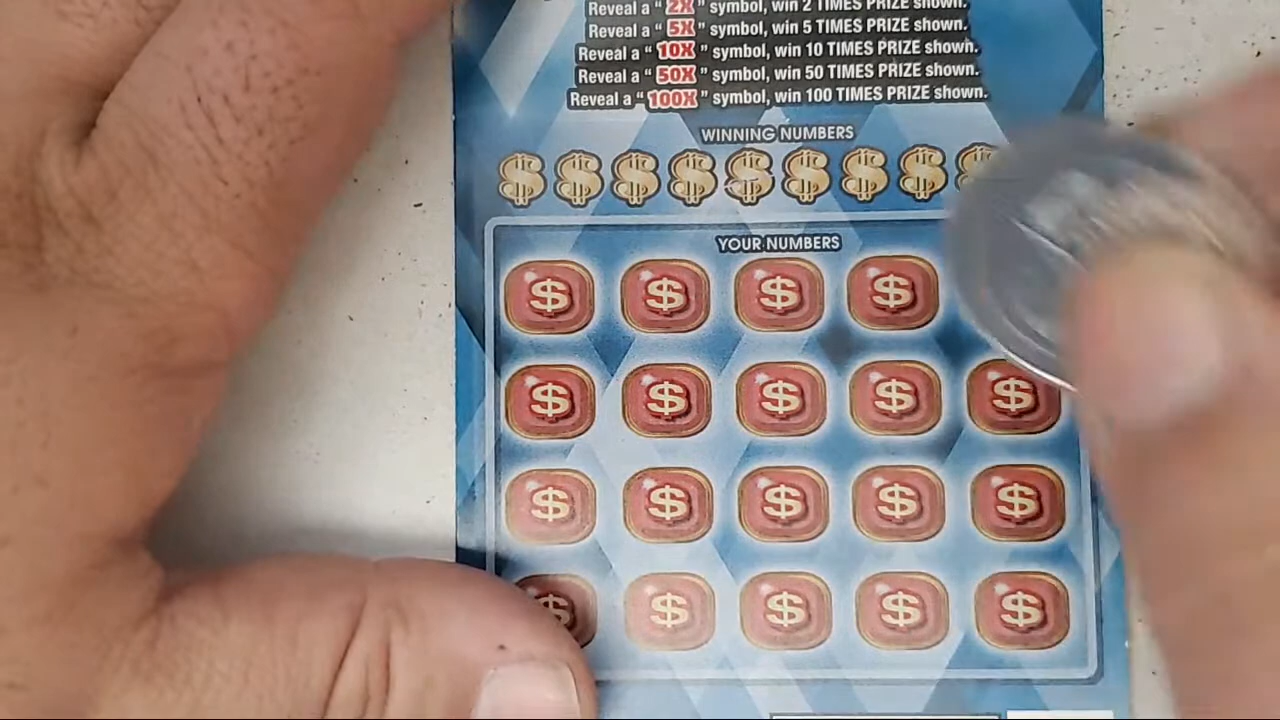 Reveal a “ 2X ” symbol, win 2 TIMES PRIZE shown.
Reveal a “ 5X ” symbol, win 5 TIMES PRIZE shown.
Reveal a “ 10X ” symbol, win 10 TIMES PRIZE shown.
Reveal a “ 50X ” symbol, win 50 TIMES PRIZE shown.
Reveal a “ 100X ” symbol, win 100 TIMES PRIZE shown.
WINNING NUMBERS
$ $ $ $ $ $ $ $ $
YOUR NUMBERS
$ $ $ $
$ $ $ $ $
$ $ $ $ $
$ $ $ $ $